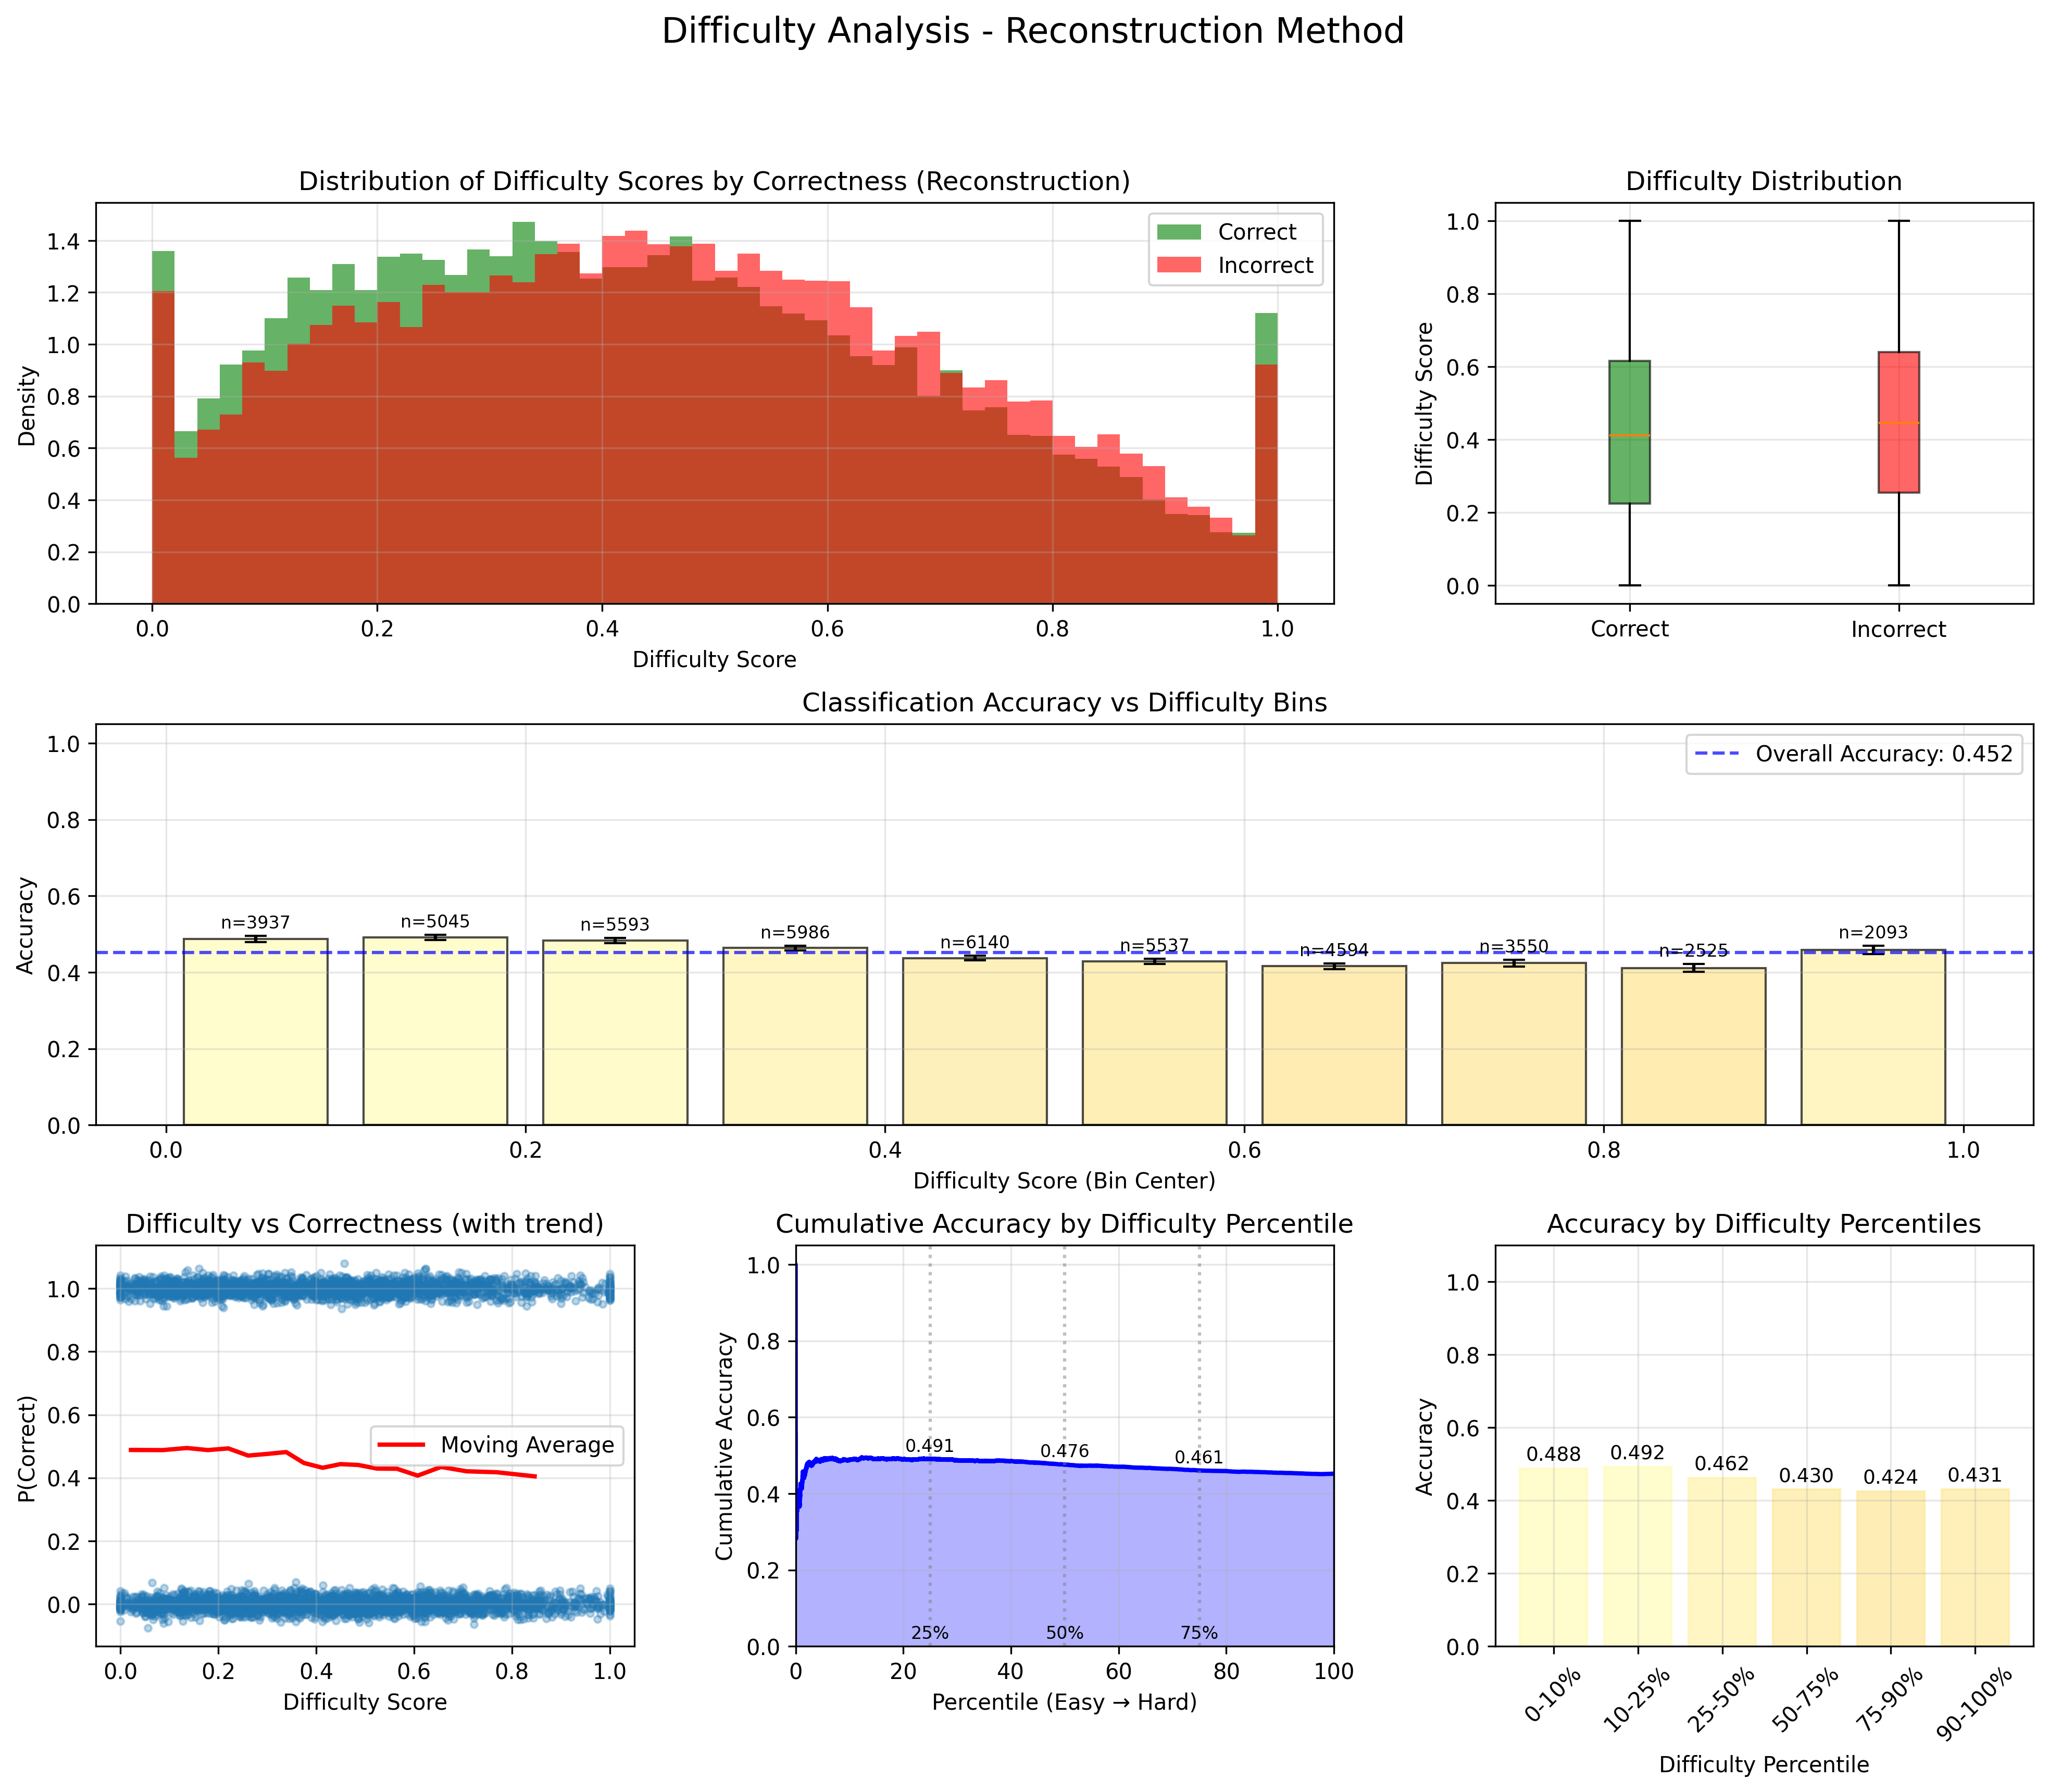 Difficulty Analysis - Reconstruction Method
Distribution of Difficulty Scores by Correctness (Reconstruction)
Density
1.4
1.2
1.0
0.8
0.6
0.4
0.2
0.0
Correct
Incorrect
0.0 0.2 0.4 0.6 0.8 1.0
Difficulty Score
Difficulty Distribution
Difficulty Score
1.0
0.8
0.6
0.4
0.2
0.0
Correct Incorrect
Classification Accuracy vs Difficulty Bins
Accuracy
1.0
0.8
0.6
0.4
0.2
0.0
Overall Accuracy: 0.452
n=3937 n=5045 n=5593 n=5986 n=6140 n=5537 n=4594 n=3550 n=2525 n=2093
0.0 0.2 0.4 0.6 0.8 1.0
Difficulty Score (Bin Center)
Difficulty vs Correctness (with trend)
P(Correct)
1.0
0.8
0.6
0.4
0.2
0.0
Moving Average
0.0 0.2 0.4 0.6 0.8 1.0
Difficulty Score
Cumulative Accuracy by Difficulty Percentile
Cumulative Accuracy
1.0
0.8
0.6
0.4
0.2
0.0
0.491 0.476 0.461
25% 50% 75%
0 20 40 60 80 100
Percentile (Easy → Hard)
Accuracy by Difficulty Percentiles
Accuracy
1.0
0.8
0.6
0.4
0.2
0.0
0.488 0.492 0.462 0.430 0.424 0.431
0-10% 10-25% 25-50% 50-75% 75-90% 90-100%
Difficulty Percentile